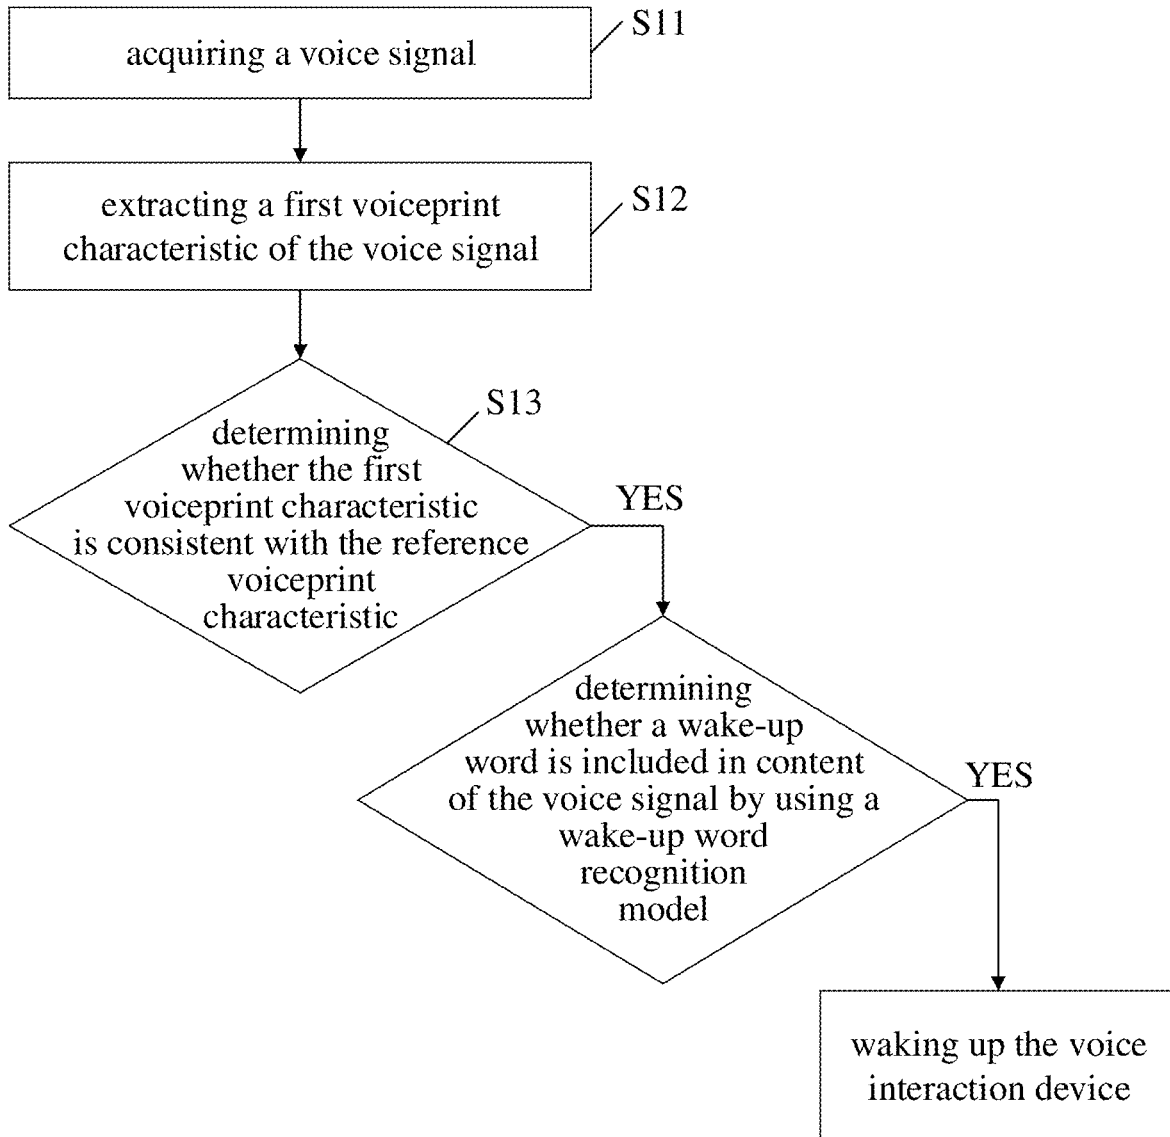 acquiring a voice signal
S11
extracting a first voiceprint
characteristic of the voice signal
S12
S13
determining
whether the first
voiceprint characteristic
is consistent with the reference
voiceprint
characteristic
YES
determining
whether a wake-up
word is included in content
of the voice signal by using a
wake-up word
recognition
model
YES
waking up the voice
interaction device